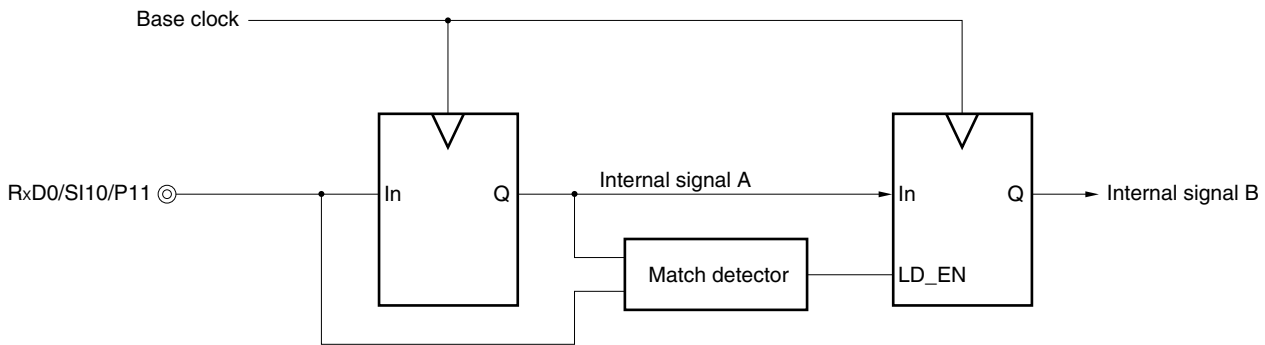 Base clock
RxD0/SI10/P11
In
Q
Internal signal A
In
Q
Internal signal B
Match detector
LD_EN